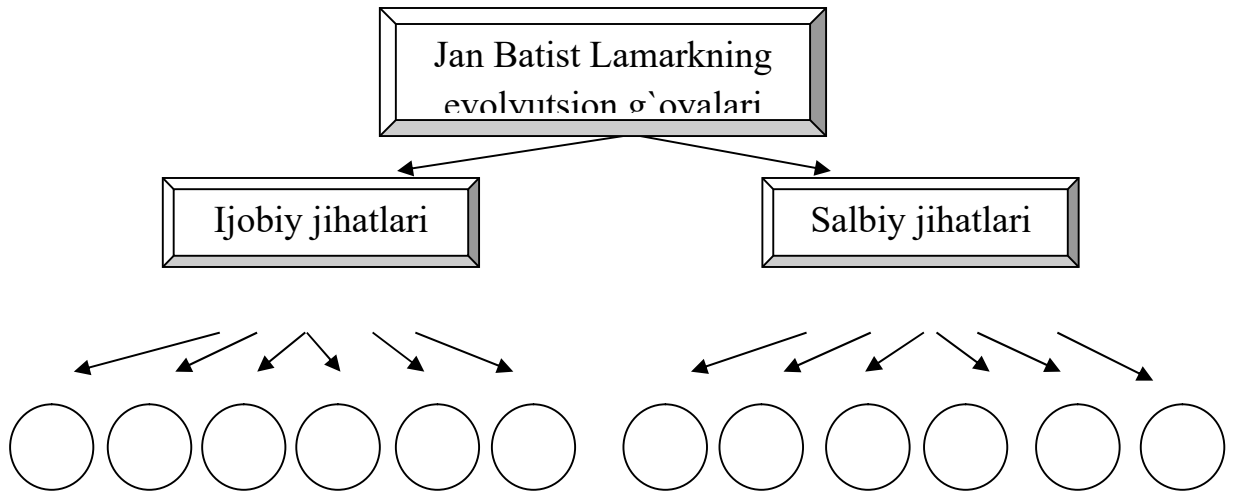 Jan Batist Lamarkning
evolyutsion g`oyalari
Ijobiy jihatlari
Salbiy jihatlari